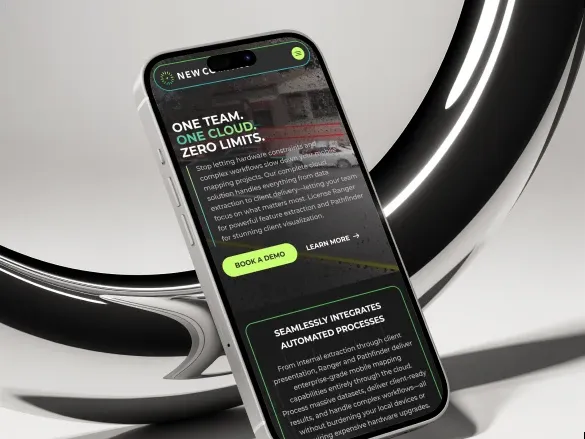 NEW CO
ONE TEAM.
ONE CLOUD.
ZERO LIMITS.
Stop letting hardware constraints and
complex workflows slow down you mobile
mapping projects. Our complete cloud
solution handles everything from data
extraction to client delivery—letting your team
focus on what matters most. License Ranger
for powerful feature extraction and Pathfinder
for stunning client visualization.
BOOK A DEMO
LEARN MORE →
SEAMLESSLY INTEGRATES
AUTOMATED PROCESSES
From internal extraction through client
presentation, Ranger and Pathfinder deliver
enterprise-grade mobile mapping
capabilities entirely through the cloud.
Process massive datasets, deliver client-ready
results, and handle complex workflows—all
without burdening your local devices or
expensive hardware upgrades.